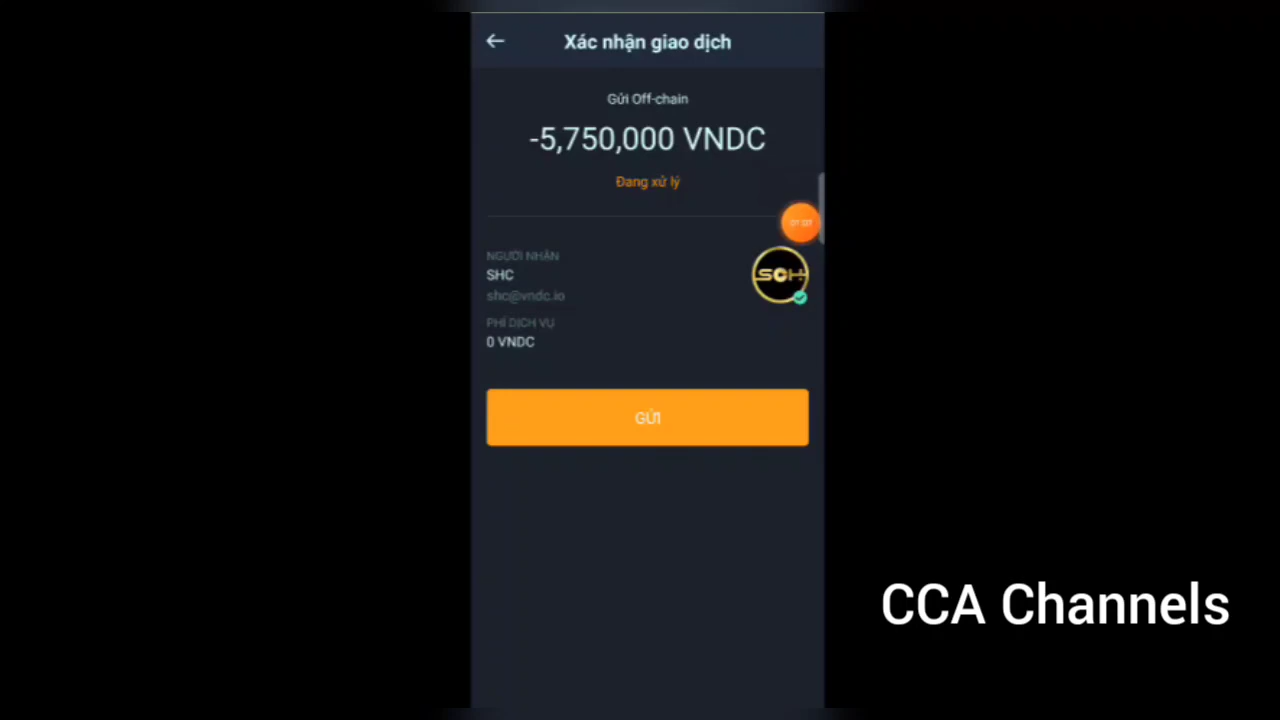 Xác nhận giao dịch
Gửi Off-chain
-5,750,000 VNDC
Đang xử lý
NGƯỜI NHẬN
SHC
shc@vndc.io
SCH
PHÍ DỊCH VỤ
0 VNDC
GỬI
CCA Channels